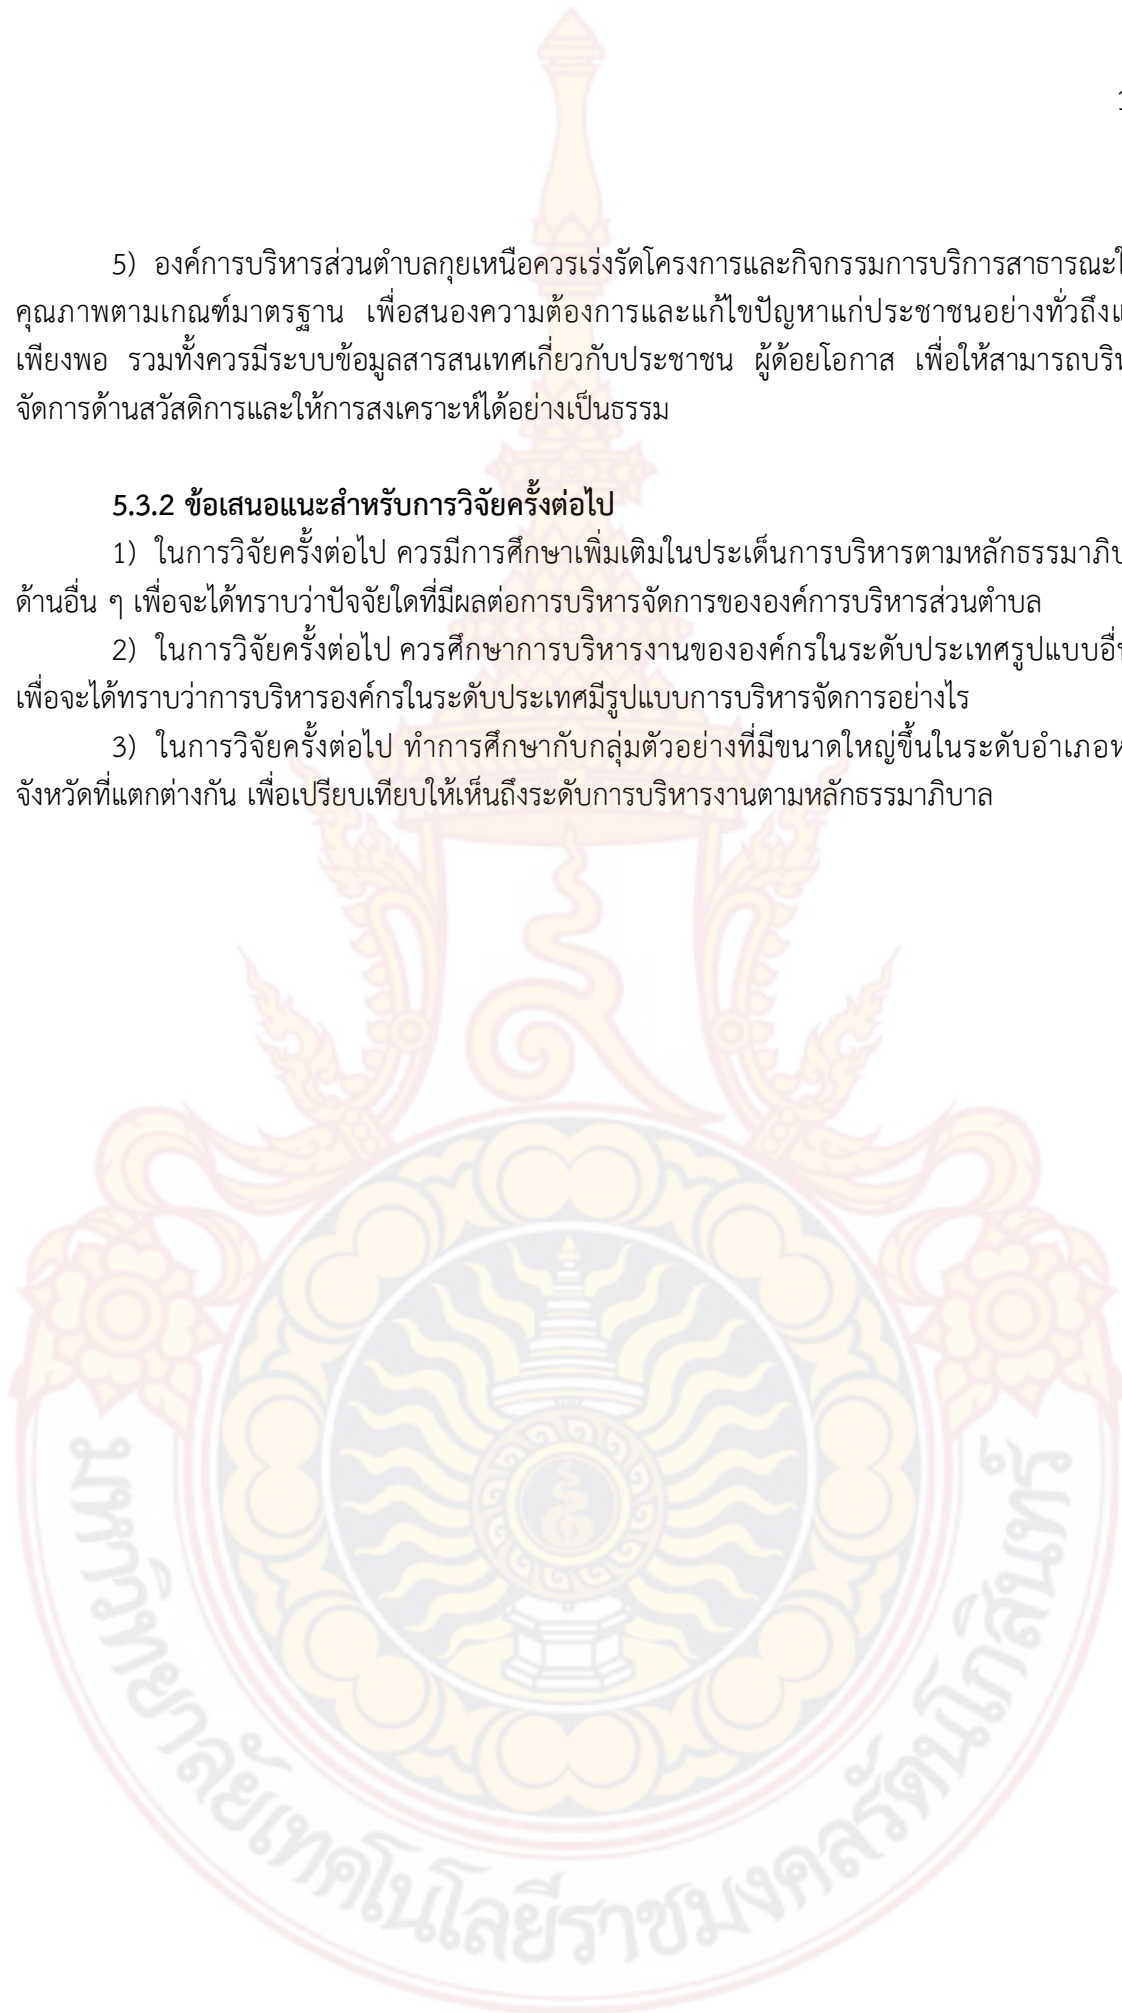 1
5) องค์การบริหารส่วนตำบลกุยเหนือควรเร่งรัดโครงการและกิจกรรมการบริการสาธารณะ
คุณภาพตามเกณฑ์มาตรฐาน เพื่อสนองความต้องการและแก้ไขปัญหาแก่ประชาชนอย่างทั่วถึง
เพียงพอ รวมทั้งควรมีระบบข้อมูลสารสนเทศเกี่ยวกับประชาชน ผู้ด้อยโอกาส เพื่อให้สามารถ
จัดการด้านสวัสดิการและให้การสงเคราะห์ได้อย่างเป็นธรรม
5.3.2 ข้อเสนอแนะสำหรับการวิจัยครั้งต่อไป
1) ในการวิจัยครั้งต่อไป ควรมีการศึกษาเพิ่มเติมในประเด็นการบริหารตามหลัก
ด้านอื่น ๆ เพื่อจะได้ทราบว่าปัจจัยใดที่มีผลต่อการบริหารจัดการขององค์การบริหารส่วนตำบล
2) ในการวิจัยครั้งต่อไป ควรศึกษาการบริหารงานขององค์กรในระดับประเทศรูปแบบอื่น
เพื่อจะได้ทราบว่าการบริหารองค์กรในระดับประเทศมีรูปแบบการบริหารจัดการอย่างไร
3) ในการวิจัยครั้งต่อไป ทำการศึกษากับกลุ่มตัวอย่างที่มีขนาดใหญ่ขึ้นในระดับอำเภอ
จังหวัดที่แตกต่างกัน เพื่อเปรียบเทียบให้เห็นถึงระดับการบริหารงานตามหลักธรรมาภิบาล
มหาวิทยาลัยเทคโนโลยีราชมงคลรัตนโกสินทร์